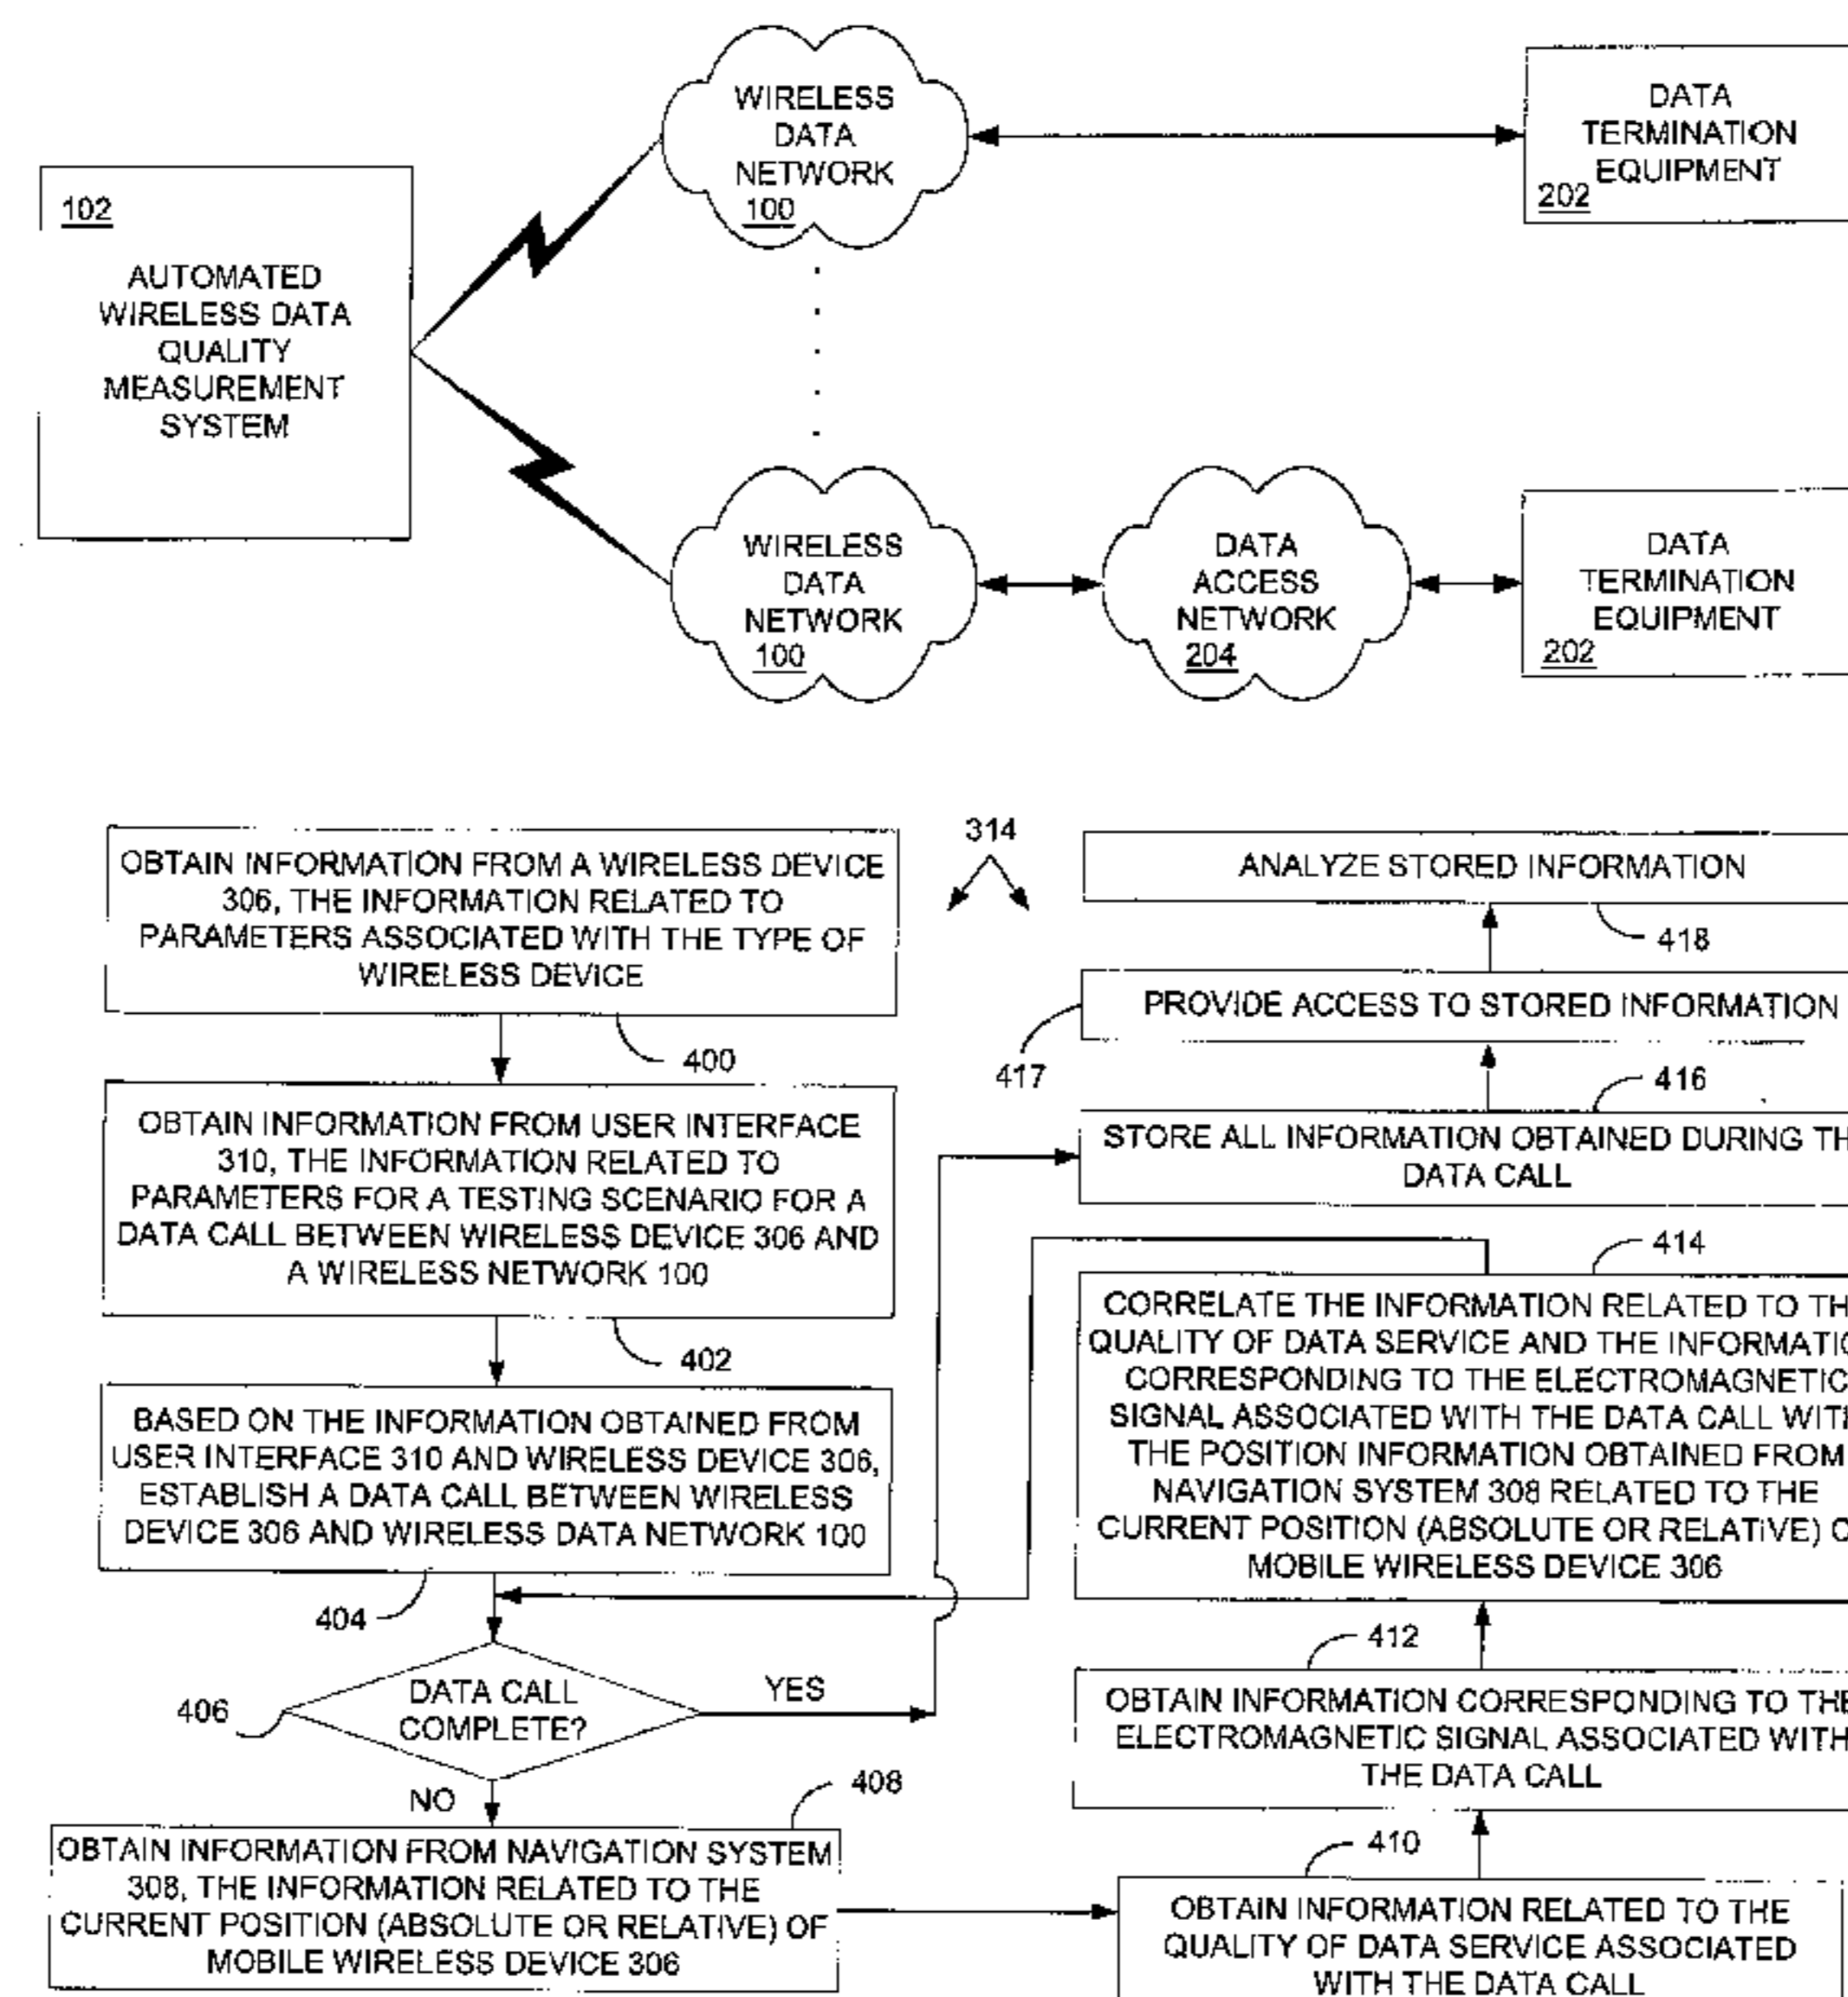 102
AUTOMATED
WIRELESS DATA
QUALITY
MEASUREMENT
SYSTEM
WIRELESS
DATA
NETWORK
100
DATA
TERMINATION
EQUIPMENT
202
WIRELESS
DATA
NETWORK
100
DATA
ACCESS
NETWORK
204
DATA
TERMINATION
EQUIPMENT
202
OBTAIN INFORMATION FROM A WIRELESS DEVICE
306, THE INFORMATION RELATED TO
PARAMETERS ASSOCIATED WITH THE TYPE OF
WIRELESS DEVICE
400
OBTAIN INFORMATION FROM USER INTERFACE
310, THE INFORMATION RELATED TO
PARAMETERS FOR A TESTING SCENARIO FOR A
DATA CALL BETWEEN WIRELESS DEVICE 306 AND
A WIRELESS NETWORK 100
402
BASED ON THE INFORMATION OBTAINED FROM
USER INTERFACE 310 AND WIRELESS DEVICE 306,
ESTABLISH A DATA CALL BETWEEN WIRELESS
DEVICE 306 AND WIRELESS DATA NETWORK 100
404
406
DATA CALL
COMPLETE?
YES
NO
408
OBTAIN INFORMATION FROM NAVIGATION SYSTEM
308, THE INFORMATION RELATED TO THE
CURRENT POSITION (ABSOLUTE OR RELATIVE) OF
MOBILE WIRELESS DEVICE 306
314
ANALYZE STORED INFORMATION
418
PROVIDE ACCESS TO STORED INFORMATION
417
416
STORE ALL INFORMATION OBTAINED DURING TH
DATA CALL
414
CORRELATE THE INFORMATION RELATED TO TH
QUALITY OF DATA SERVICE AND THE INFORMATIO
CORRESPONDING TO THE ELECTROMAGNETIC
SIGNAL ASSOCIATED WITH THE DATA CALL WITH
THE POSITION INFORMATION OBTAINED FROM
NAVIGATION SYSTEM 308 RELATED TO THE
CURRENT POSITION (ABSOLUTE OR RELATIVE) O
MOBILE WIRELESS DEVICE 306
412
OBTAIN INFORMATION CORRESPONDING TO THE
ELECTROMAGNETIC SIGNAL ASSOCIATED WITH
THE DATA CALL
410
OBTAIN INFORMATION RELATED TO THE
QUALITY OF DATA SERVICE ASSOCIATED
WITH THE DATA CALL